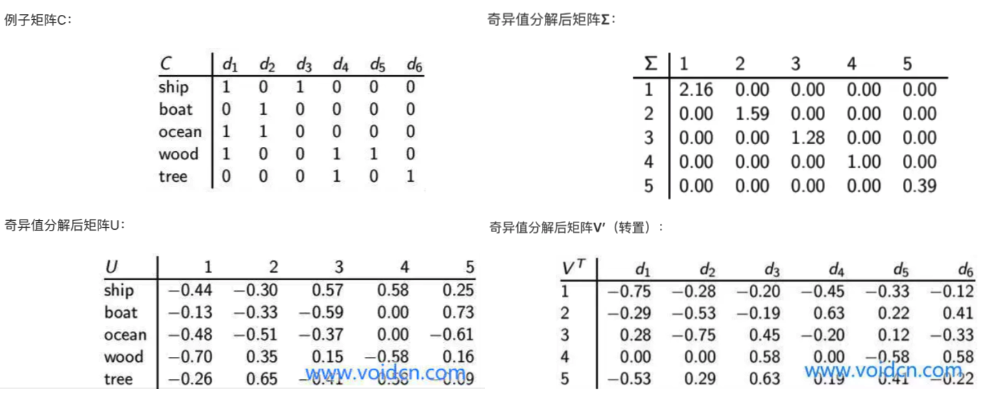 例子矩阵C：
C d₁ d₂ d₃ d₄ d₅ d₆
ship 1 0 1 0 0 0
boat 0 1 0 0 0 0
ocean 1 1 0 0 0 0
wood 1 0 0 1 1 0
tree 0 0 0 1 0 1
奇异值分解后矩阵Σ：
Σ 1 2 3 4 5
1 2.16 0.00 0.00 0.00 0.00
2 0.00 1.59 0.00 0.00 0.00
3 0.00 0.00 1.28 0.00 0.00
4 0.00 0.00 0.00 1.00 0.00
5 0.00 0.00 0.00 0.00 0.39
奇异值分解后矩阵U：
U 1 2 3 4 5
ship −0.44 −0.30 0.57 0.58 0.25
boat −0.13 −0.33 −0.59 0.00 0.73
ocean −0.48 −0.51 −0.37 0.00 −0.61
wood −0.70 0.35 0.15 −0.58 0.16
tree −0.26 0.65 −0.41 0.58 −0.09
www.voidcn.com
奇异值分解后矩阵V′（转置）：
Vᵀ d₁ d₂ d₃ d₄ d₅ d₆
1 −0.75 −0.28 −0.20 −0.45 −0.33 −0.12
2 −0.29 −0.53 −0.19 0.63 0.22 0.41
3 0.28 −0.75 0.45 −0.20 0.12 −0.33
4 0.00 0.00 0.58 0.00 −0.58 0.58
5 −0.53 0.29 0.63 0.19 0.41 −0.22
www.voidcn.com